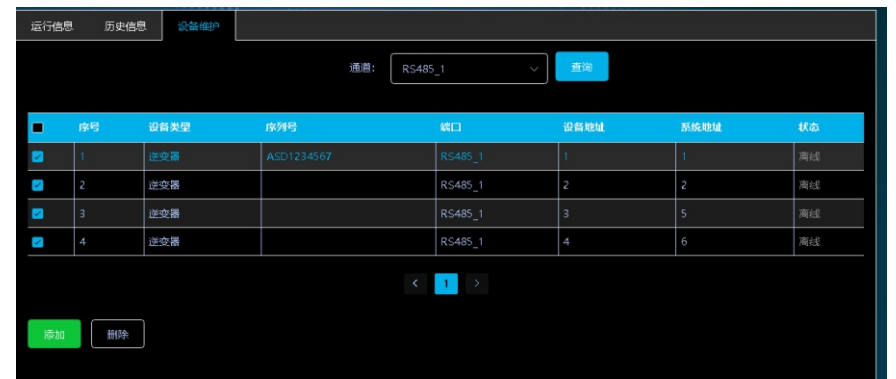 运行信息 历史信息 设备维护
通道： RS485_1 查询
序号 设备类型 序列号 端口 设备地址 系统地址 状态
1 逆变器 ASD1234567 RS485_1 1 1 离线
2 逆变器 RS485_1 2 2 离线
3 逆变器 RS485_1 3 5 离线
4 逆变器 RS485_1 4 6 离线
< 1 >
添加 删除